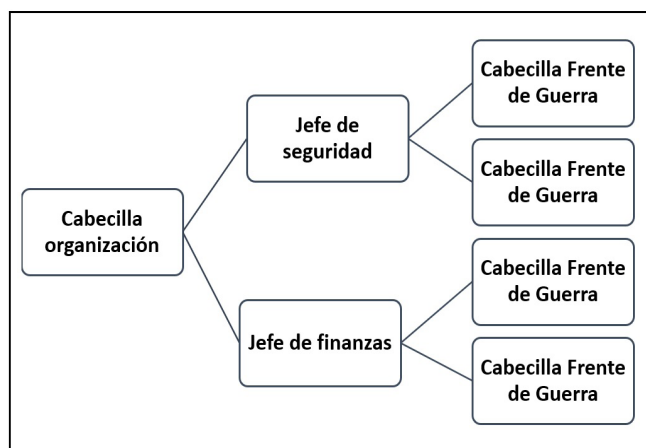 Cabecilla
organización
Jefe de
seguridad
Jefe de finanzas
Cabecilla Frente
de Guerra
Cabecilla Frente
de Guerra
Cabecilla Frente
de Guerra
Cabecilla Frente
de Guerra